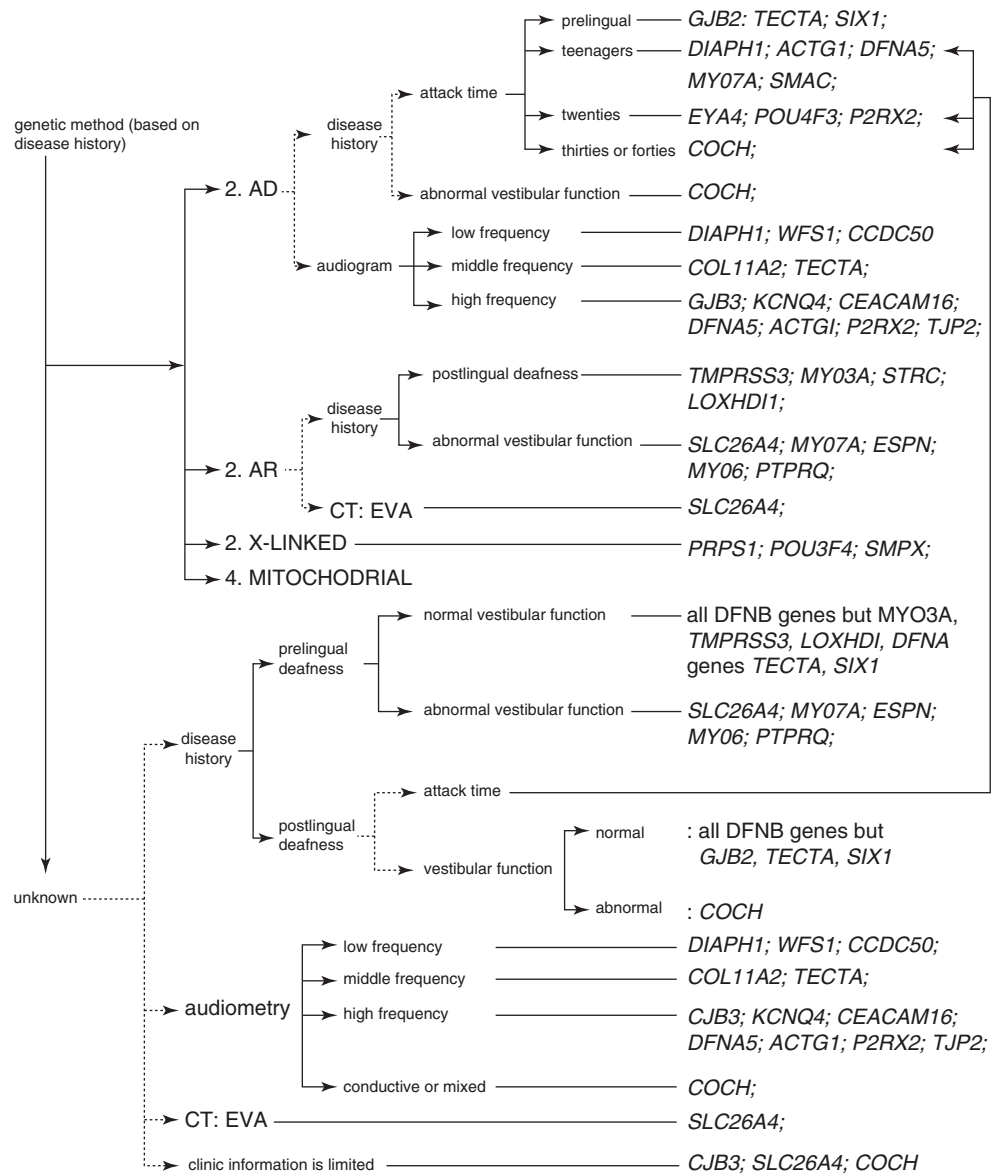 prelingual GJB2: TECTA; SIX1;
teenagers DIAPH1; ACTG1; DFNA5;
MY07A; SMAC;
attack time
twenties EYA4; POU4F3; P2RX2;
thirties or forties COCH;
genetic method (based on
disease history)
disease
history
2. AD
abnormal vestibular function COCH;
low frequency DIAPH1; WFS1; CCDC50
audiogram middle frequency COL11A2; TECTA;
high frequency GJB3; KCNQ4; CEACAM16;
DFNA5; ACTGI; P2RX2; TJP2;
postlingual deafness TMPRSS3; MY03A; STRC;
LOXHDI1;
disease
history
abnormal vestibular function SLC26A4; MY07A; ESPN;
MY06; PTPRQ;
2. AR
CT: EVA SLC26A4;
2. X-LINKED PRPS1; POU3F4; SMPX;
4. MITOCHODRIAL
normal vestibular function all DFNB genes but MYO3A,
TMPRSS3, LOXHDI, DFNA
genes TECTA, SIX1
prelingual
deafness
abnormal vestibular function SLC26A4; MY07A; ESPN;
MY06; PTPRQ;
disease
history
attack time
postlingual
deafness
normal : all DFNB genes but
GJB2, TECTA, SIX1
vestibular function
abnormal : COCH
unknown
low frequency DIAPH1; WFS1; CCDC50;
middle frequency COL11A2; TECTA;
audiometry
high frequency CJB3; KCNQ4; CEACAM16;
DFNA5; ACTG1; P2RX2; TJP2;
conductive or mixed COCH;
CT: EVA SLC26A4;
clinic information is limited CJB3; SLC26A4; COCH